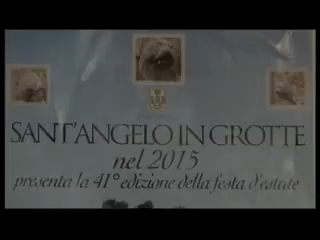 SANT'ANGELO IN GROTTE
nel 2015
presenta la 41° edizione della festa d'estate